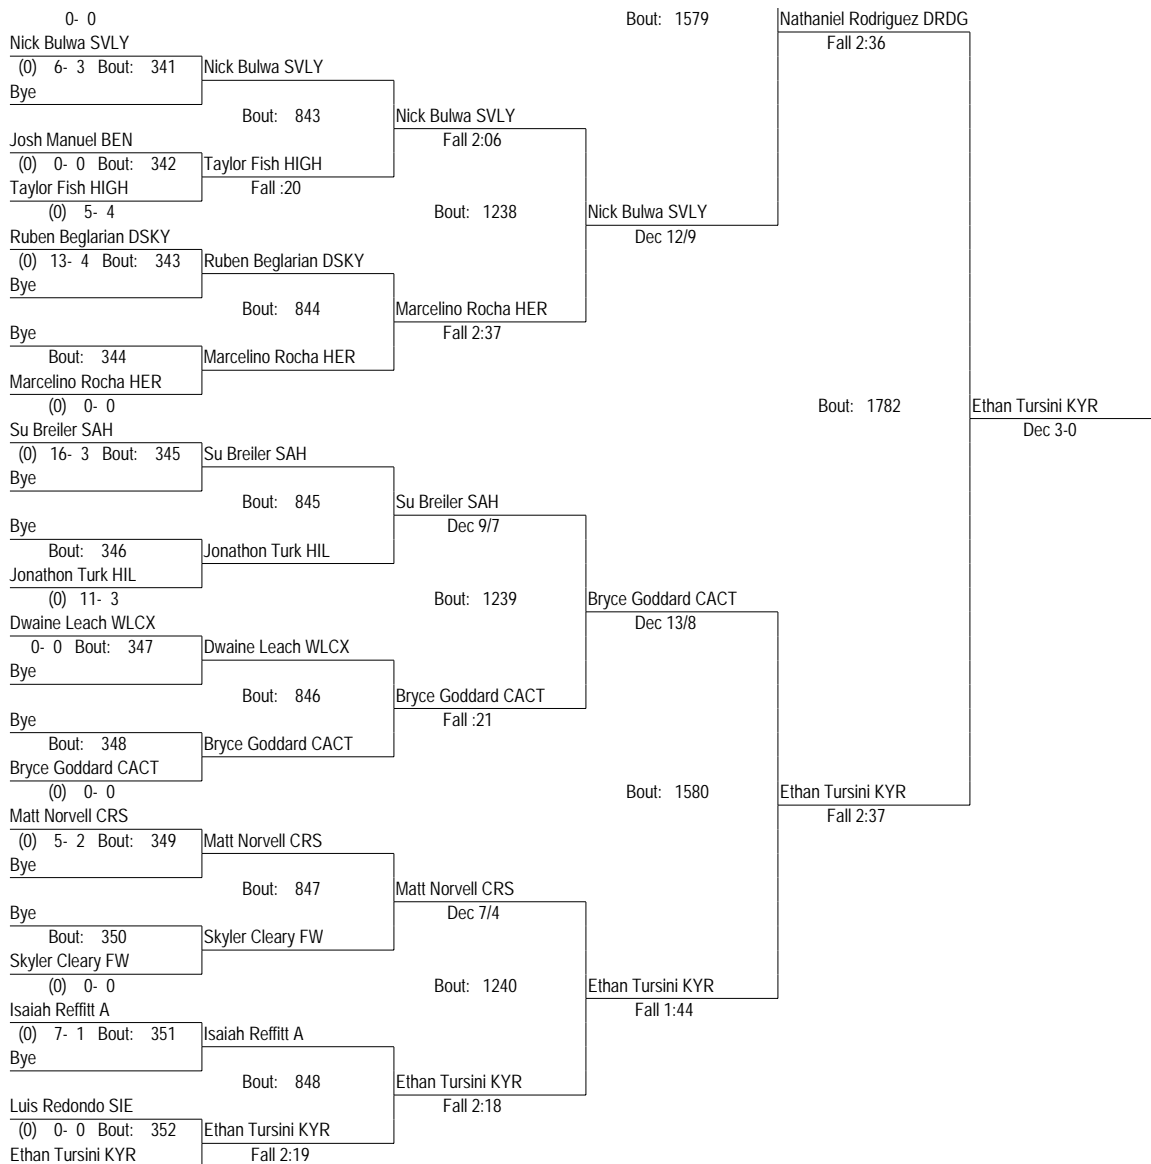 0- 0
Bout: 1579
Nathaniel Rodriguez DRDG
Fall 2:36
Nick Bulwa SVLY
(0) 6- 3 Bout: 341
Nick Bulwa SVLY
Bye
Bout: 843
Nick Bulwa SVLY
Fall 2:06
Josh Manuel BEN
(0) 0- 0 Bout: 342
Taylor Fish HIGH
Taylor Fish HIGH
Fall :20
(0) 5- 4
Bout: 1238
Nick Bulwa SVLY
Dec 12/9
Ruben Beglarian DSKY
(0) 13- 4 Bout: 343
Ruben Beglarian DSKY
Bye
Bout: 844
Marcelino Rocha HER
Fall 2:37
Bye
Bout: 344
Marcelino Rocha HER
Marcelino Rocha HER
(0) 0- 0
Bout: 1782
Ethan Tursini KYR
Dec 3-0
Su Breiler SAH
(0) 16- 3 Bout: 345
Su Breiler SAH
Bye
Bout: 845
Su Breiler SAH
Dec 9/7
Bye
Bout: 346
Jonathon Turk HIL
Jonathon Turk HIL
(0) 11- 3
Bout: 1239
Bryce Goddard CACT
Dec 13/8
Dwaine Leach WLCX
0- 0 Bout: 347
Dwaine Leach WLCX
Bye
Bout: 846
Bryce Goddard CACT
Fall :21
Bye
Bout: 348
Bryce Goddard CACT
Bryce Goddard CACT
(0) 0- 0
Bout: 1580
Ethan Tursini KYR
Fall 2:37
Matt Norvell CRS
(0) 5- 2 Bout: 349
Matt Norvell CRS
Bye
Bout: 847
Matt Norvell CRS
Dec 7/4
Bye
Bout: 350
Skyler Cleary FW
Skyler Cleary FW
(0) 0- 0
Bout: 1240
Ethan Tursini KYR
Fall 1:44
Isaiah Reffitt A
(0) 7- 1 Bout: 351
Isaiah Reffitt A
Bye
Bout: 848
Ethan Tursini KYR
Fall 2:18
Luis Redondo SIE
(0) 0- 0 Bout: 352
Ethan Tursini KYR
Ethan Tursini KYR
Fall 2:19